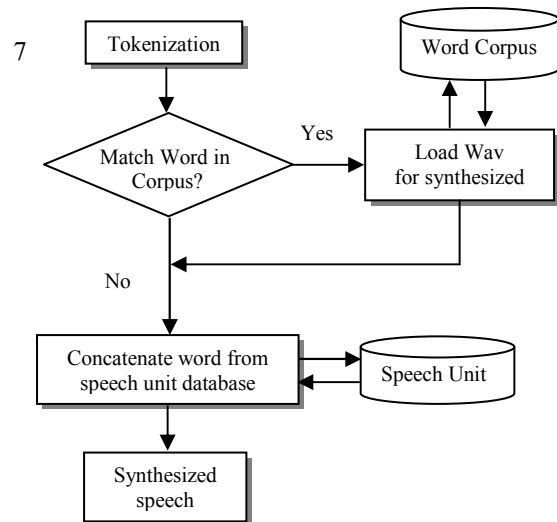 7
Tokenization
Word Corpus
Yes
Match Word in
Corpus?
Load Wav
for synthesized
No
Concatenate word from
speech unit database
Speech Unit
Synthesized
speech